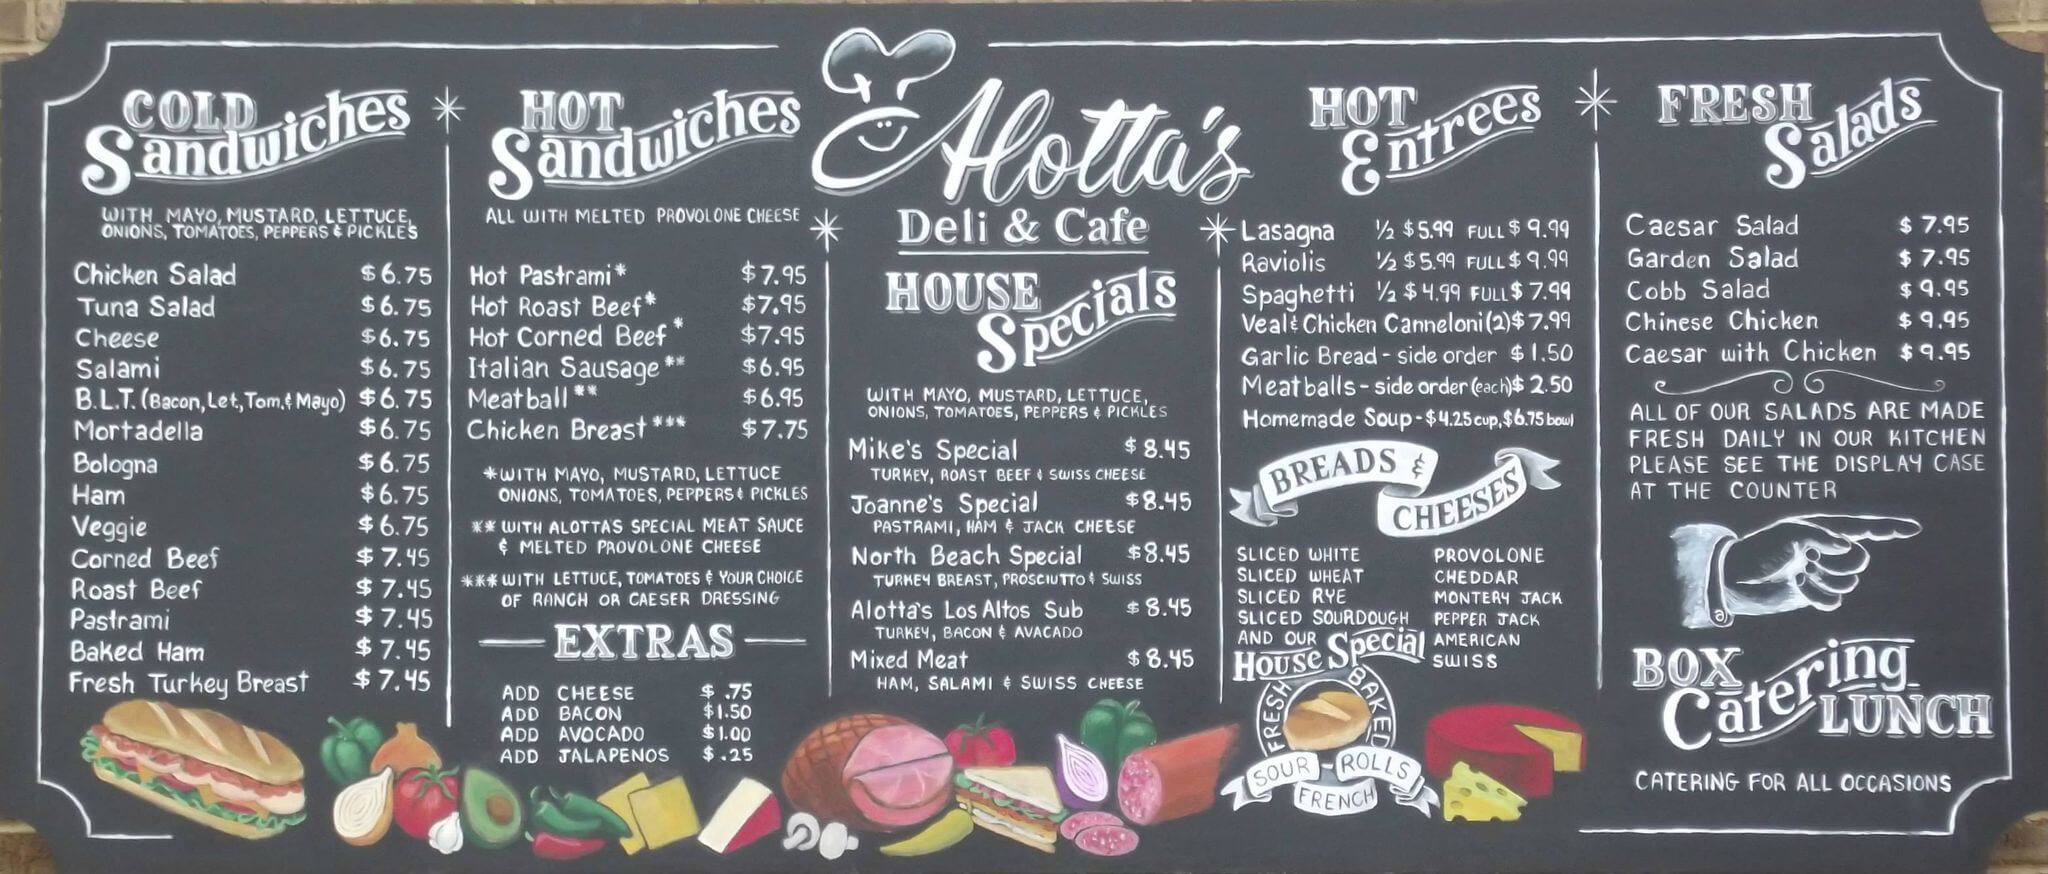 COLD
Sandwiches
WITH MAYO, MUSTARD, LETTUCE,
ONIONS, TOMATOES, PEPPERS & PICKLES
Chicken Salad $6.75
Tuna Salad $6.75
Cheese $6.75
Salami $6.75
B.L.T. (Bacon, Let., Tom. & Mayo) $6.75
Mortadella $6.75
Bologna $6.75
Ham $6.75
Veggie $6.75
Corned Beef $7.45
Roast Beef $7.45
Pastrami $7.45
Baked Ham $7.45
Fresh Turkey Breast $7.45
HOT
Sandwiches
ALL WITH MELTED PROVOLONE CHEESE
Hot Pastrami* $7.95
Hot Roast Beef* $7.95
Hot Corned Beef* $7.95
Italian Sausage** $6.95
Meatball** $6.95
Chicken Breast*** $7.75
*WITH MAYO, MUSTARD, LETTUCE
ONIONS, TOMATOES, PEPPERS & PICKLES
** WITH ALOTTAS SPECIAL MEAT SAUCE
& MELTED PROVOLONE CHEESE
*** WITH LETTUCE, TOMATOES & YOUR CHOICE
OF RANCH OR CAESER DRESSING
EXTRAS
ADD CHEESE $.75
ADD BACON $1.50
ADD AVOCADO $1.00
ADD JALAPENOS $.25
Alotta's
Deli & Cafe
HOUSE
Specials
WITH MAYO, MUSTARD, LETTUCE,
ONIONS, TOMATOES, PEPPERS & PICKLES
Mike's Special $8.45
TURKEY, ROAST BEEF & SWISS CHEESE
Joanne's Special $8.45
PASTRAMI, HAM & JACK CHEESE
North Beach Special $8.45
TURKEY BREAST, PROSCIUTTO & SWISS
Alotta's Los Altos Sub $8.45
TURKEY, BACON & AVACADO
Mixed Meat $8.45
HAM, SALAMI & SWISS CHEESE
HOT
Entrees
Lasagna 1/2 $5.99 FULL $9.99
Raviolis 1/2 $5.99 FULL $9.99
Spaghetti 1/2 $4.99 FULL $7.99
Veal & Chicken Canneloni (2) $7.99
Garlic Bread - side order $1.50
Meatballs - side order (each) $2.50
Homemade Soup - $4.25 cup, $6.75 bowl
BREADS &
CHEESES
SLICED WHITE
SLICED WHEAT
SLICED RYE
SLICED SOURDOUGH
AND OUR
House Special
FRESH BAKED
SOUR FRENCH ROLLS
PROVOLONE
CHEDDAR
MONTERY JACK
PEPPER JACK
AMERICAN
SWISS
FRESH
Salads
Caesar Salad $7.95
Garden Salad $7.95
Cobb Salad $9.95
Chinese Chicken $9.95
Caesar with Chicken $9.95
ALL OF OUR SALADS ARE MADE
FRESH DAILY IN OUR KITCHEN
PLEASE SEE THE DISPLAY CASE
AT THE COUNTER
BOX
Catering
LUNCH
CATERING FOR ALL OCCASIONS